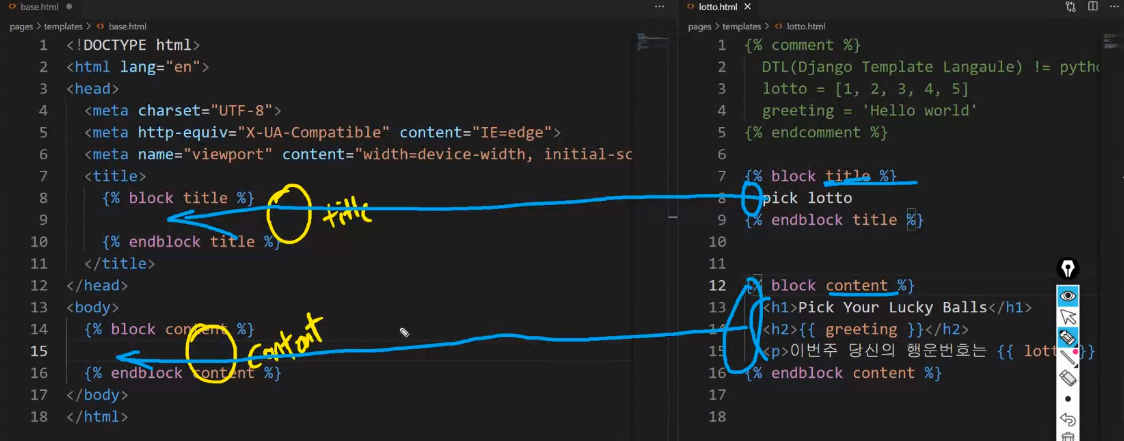 base.html
pages > templates > base.html
1 <!DOCTYPE html>
2 <html lang="en">
3 <head>
4 <meta charset="UTF-8">
5 <meta http-equiv="X-UA-Compatible" content="IE=edge">
6 <meta name="viewport" content="width=device-width, initial-sc
7 <title>
8 {% block title %}
9
10 {% endblock title %}
11 </title>
12 </head>
13 <body>
14 {% block content %}
15
16 {% endblock content %}
17 </body>
18 </html>
title
content
lotto.html
pages > templates > lotto.html
1 {% comment %}
2 DTL(Django Template Langaule) != pytho
3 lotto = [1, 2, 3, 4, 5]
4 greeting = 'Hello world'
5 {% endcomment %}
6
7 {% block title %}
8 pick lotto
9 {% endblock title %}
10
11
12 {% block content %}
13 <h1>Pick Your Lucky Balls</h1>
14 <h2>{{ greeting }}</h2>
15 <p>이번주 당신의 행운번호는 {{ lott }}
16 {% endblock content %}
17
18